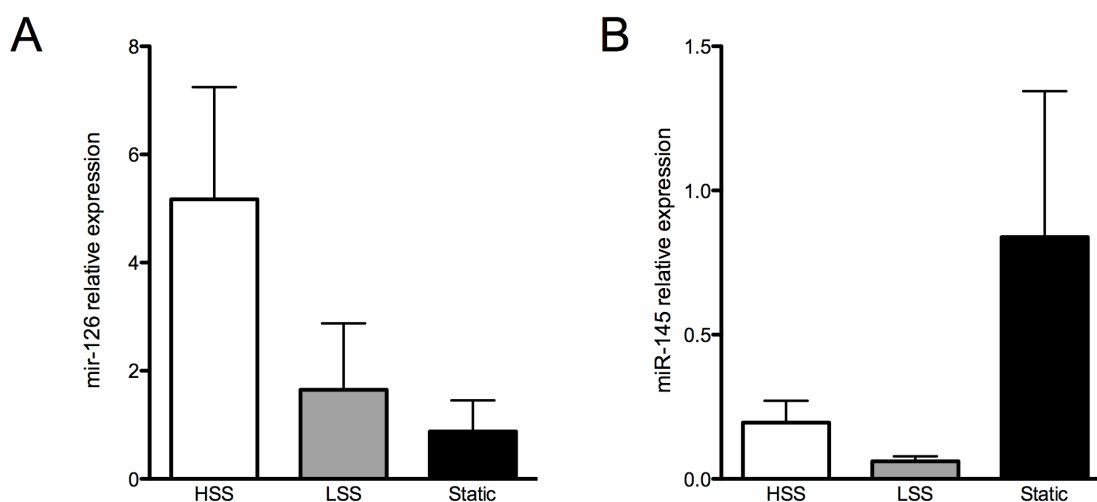 A
mir-126 relative expression
8
6
4
2
0
HSS LSS Static
B
miR-145 relative expression
1.5
1.0
0.5
0.0
HSS LSS Static